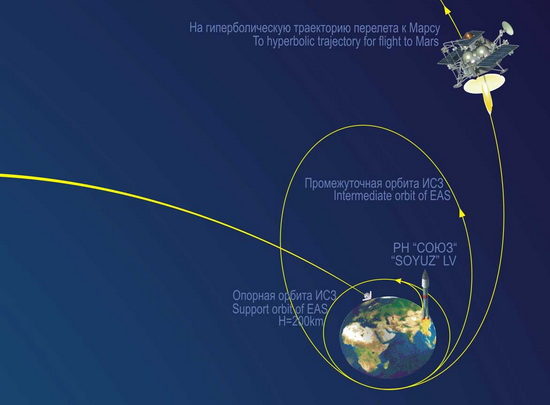 На гиперболическую траекторию перелета к Марсу
To hyperbolic trajectory for flight to Mars
Промежуточная орбита ИСЗ
Intermediate orbit of EAS
РН “СОЮЗ“
“SOYUZ” LV
Опорная орбита ИСЗ
Support orbit of EAS
H=200km